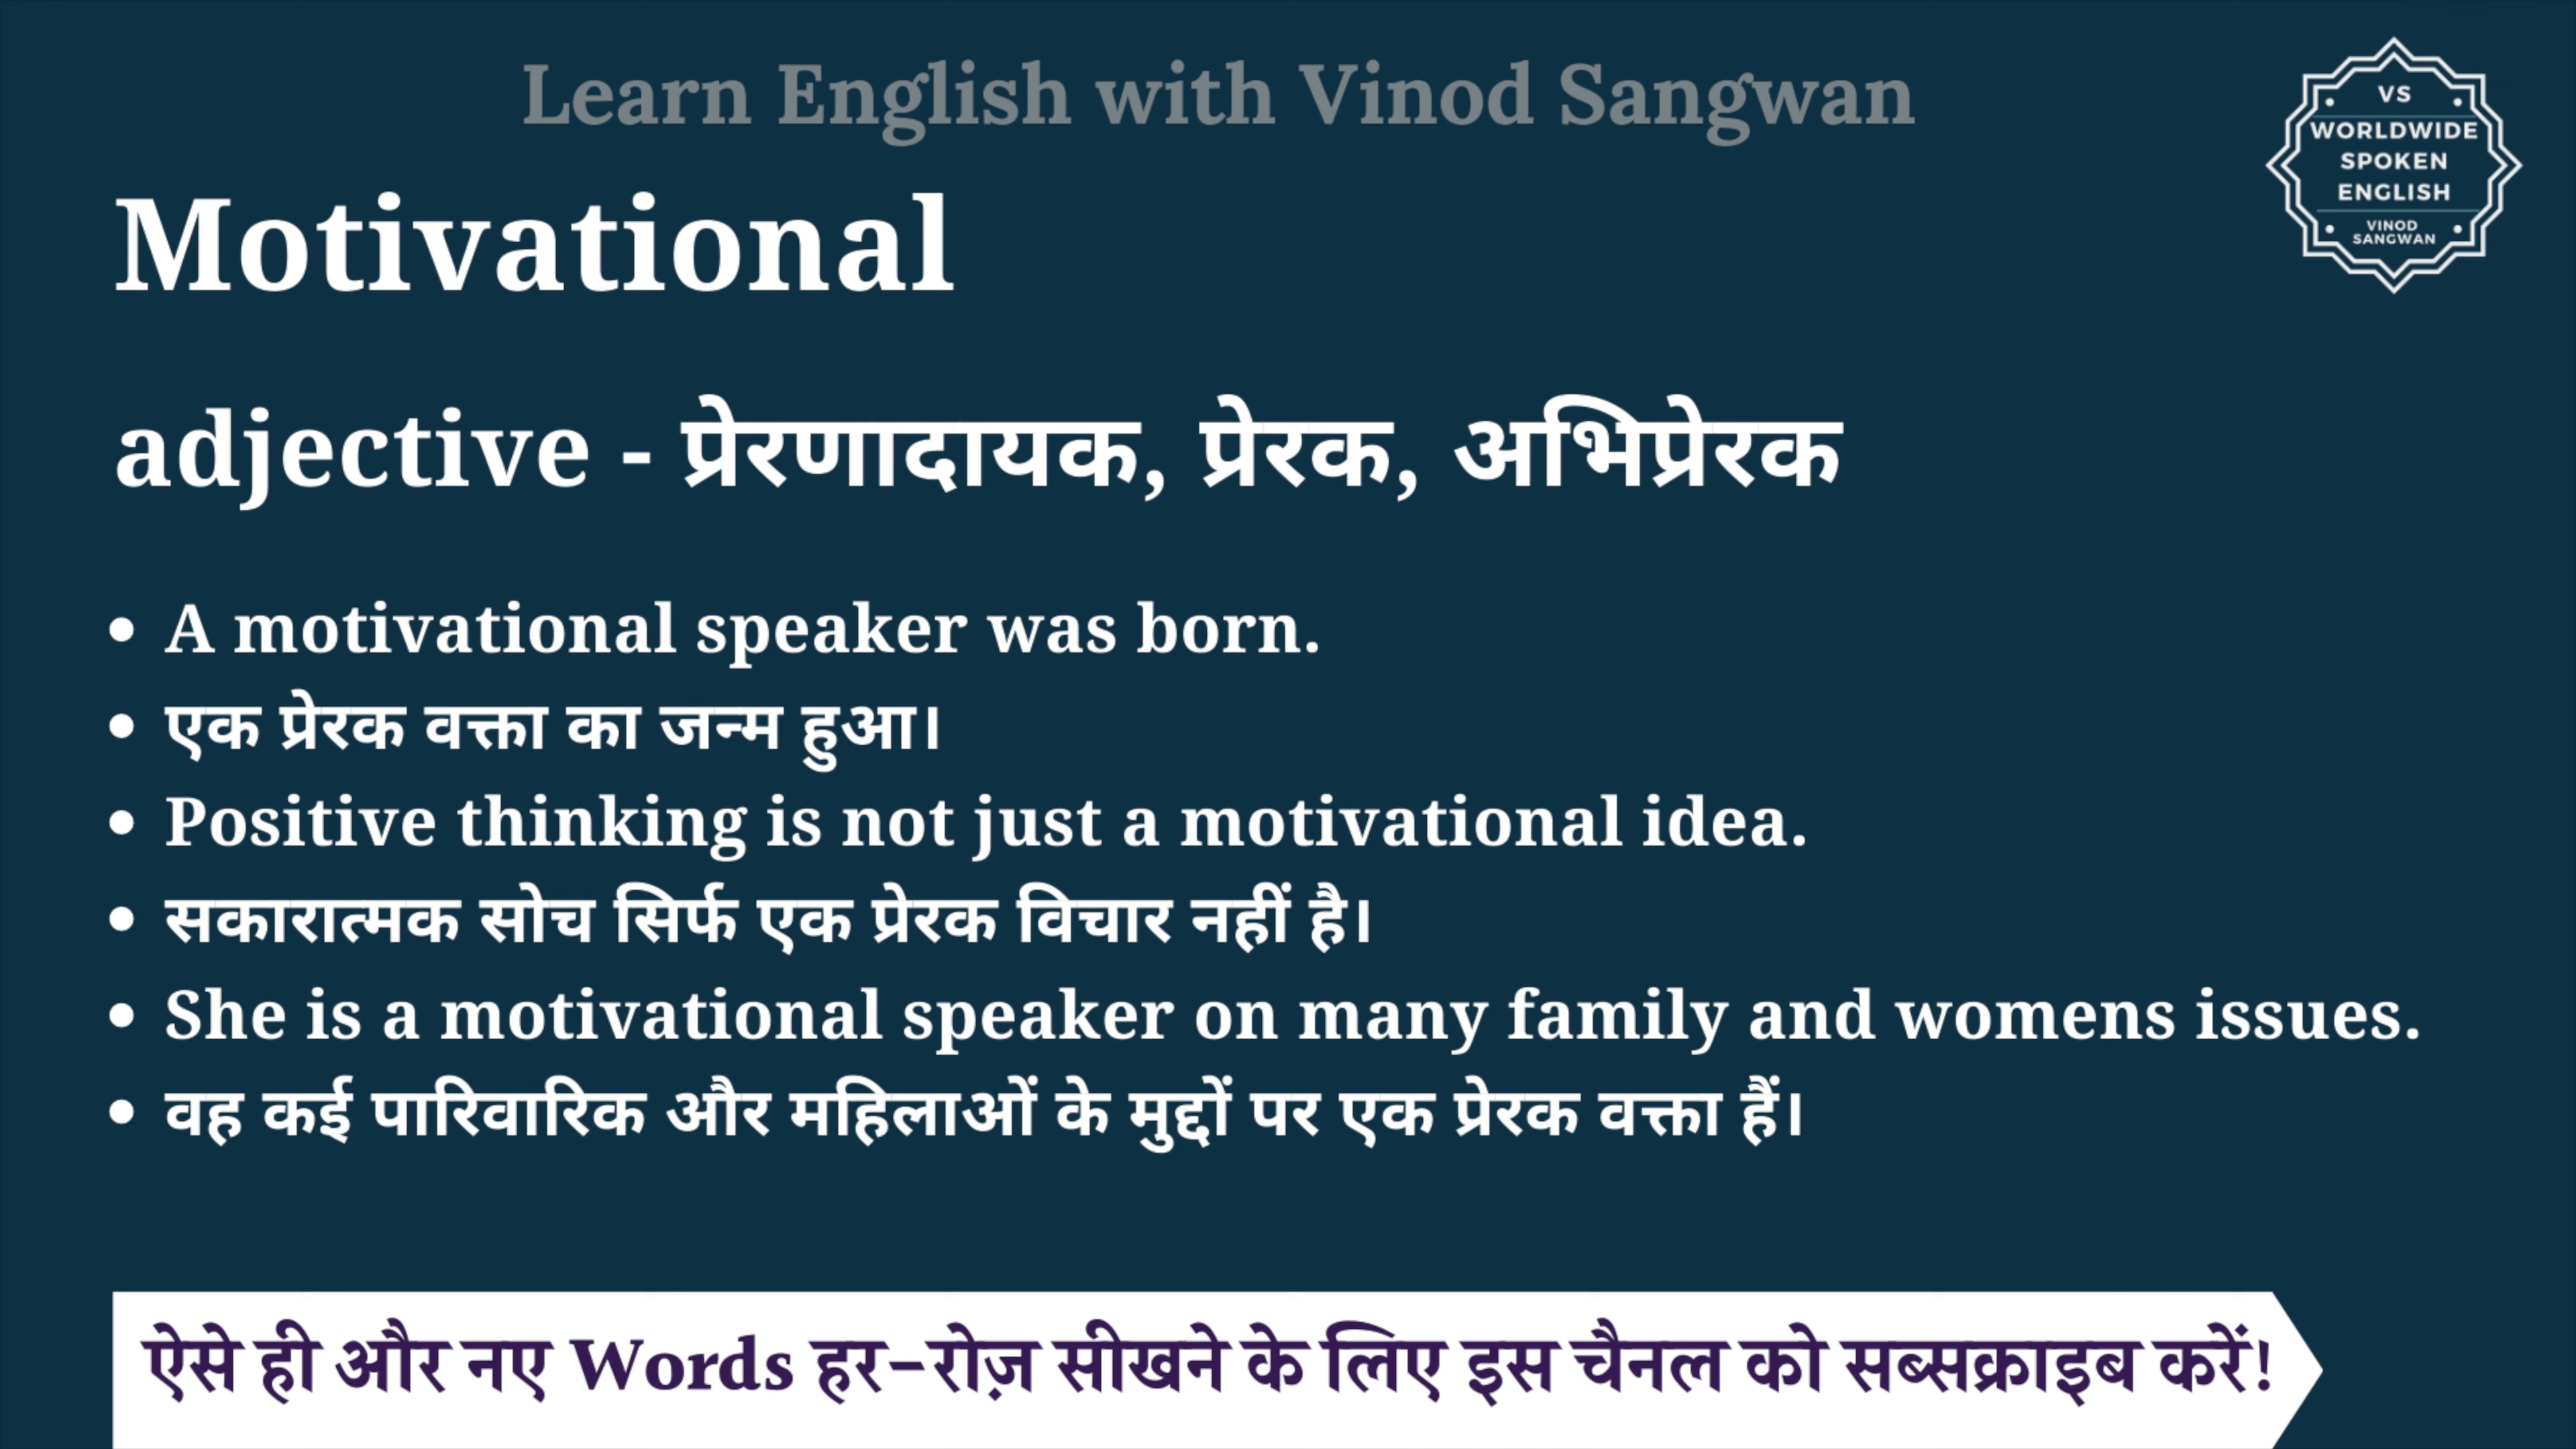 Learn English with Vinod Sangwan
VS
WORLDWIDE
SPOKEN
ENGLISH
VINOD
SANGWAN
Motivational
adjective - प्रेरणादायक, प्रेरक, अभिप्रेरक
• A motivational speaker was born.
• एक प्रेरक वक्ता का जन्म हुआ।
• Positive thinking is not just a motivational idea.
• सकारात्मक सोच सिर्फ एक प्रेरक विचार नहीं है।
• She is a motivational speaker on many family and womens issues.
• वह कई पारिवारिक और महिलाओं के मुद्दों पर एक प्रेरक वक्ता हैं।
ऐसे ही और नए Words हर-रोज़ सीखने के लिए इस चैनल को सब्सक्राइब करें!